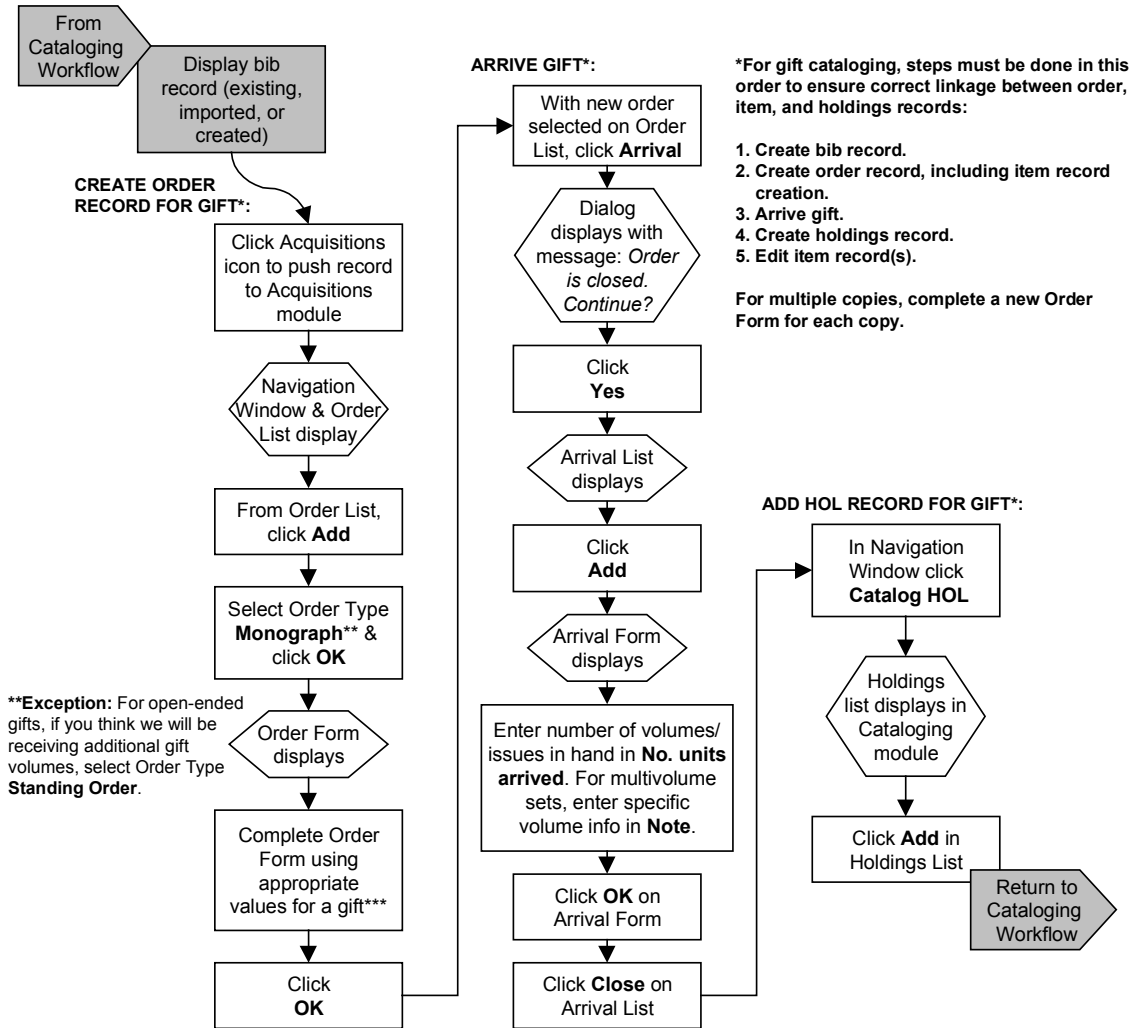 From
Cataloging
Workflow
Display bib
record (existing,
imported, or
created)
CREATE ORDER
RECORD FOR GIFT*:
Click Acquisitions
icon to push record
to Acquisitions
module
Navigation
Window & Order
List display
From Order List,
click Add
Select Order Type
Monograph** &
click OK
**Exception: For open-ended
gifts, if you think we will be
receiving additional gift
volumes, select Order Type
Standing Order.
Order Form
displays
Complete Order
Form using
appropriate
values for a gift***
Click
OK
ARRIVE GIFT*:
With new order
selected on Order
List, click Arrival
Dialog
displays with
message: Order
is closed.
Continue?
Click
Yes
Arrival List
displays
Click
Add
Arrival Form
displays
Enter number of volumes/
issues in hand in No. units
arrived. For multivolume
sets, enter specific
volume info in Note.
Click OK on
Arrival Form
Click Close on
Arrival List
*For gift cataloging, steps must be done in this
order to ensure correct linkage between order,
item, and holdings records:
1. Create bib record.
2. Create order record, including item record
creation.
3. Arrive gift.
4. Create holdings record.
5. Edit item record(s).
For multiple copies, complete a new Order
Form for each copy.
ADD HOL RECORD FOR GIFT*:
In Navigation
Window click
Catalog HOL
Holdings
list displays in
Cataloging
module
Click Add in
Holdings List
Return to
Cataloging
Workflow